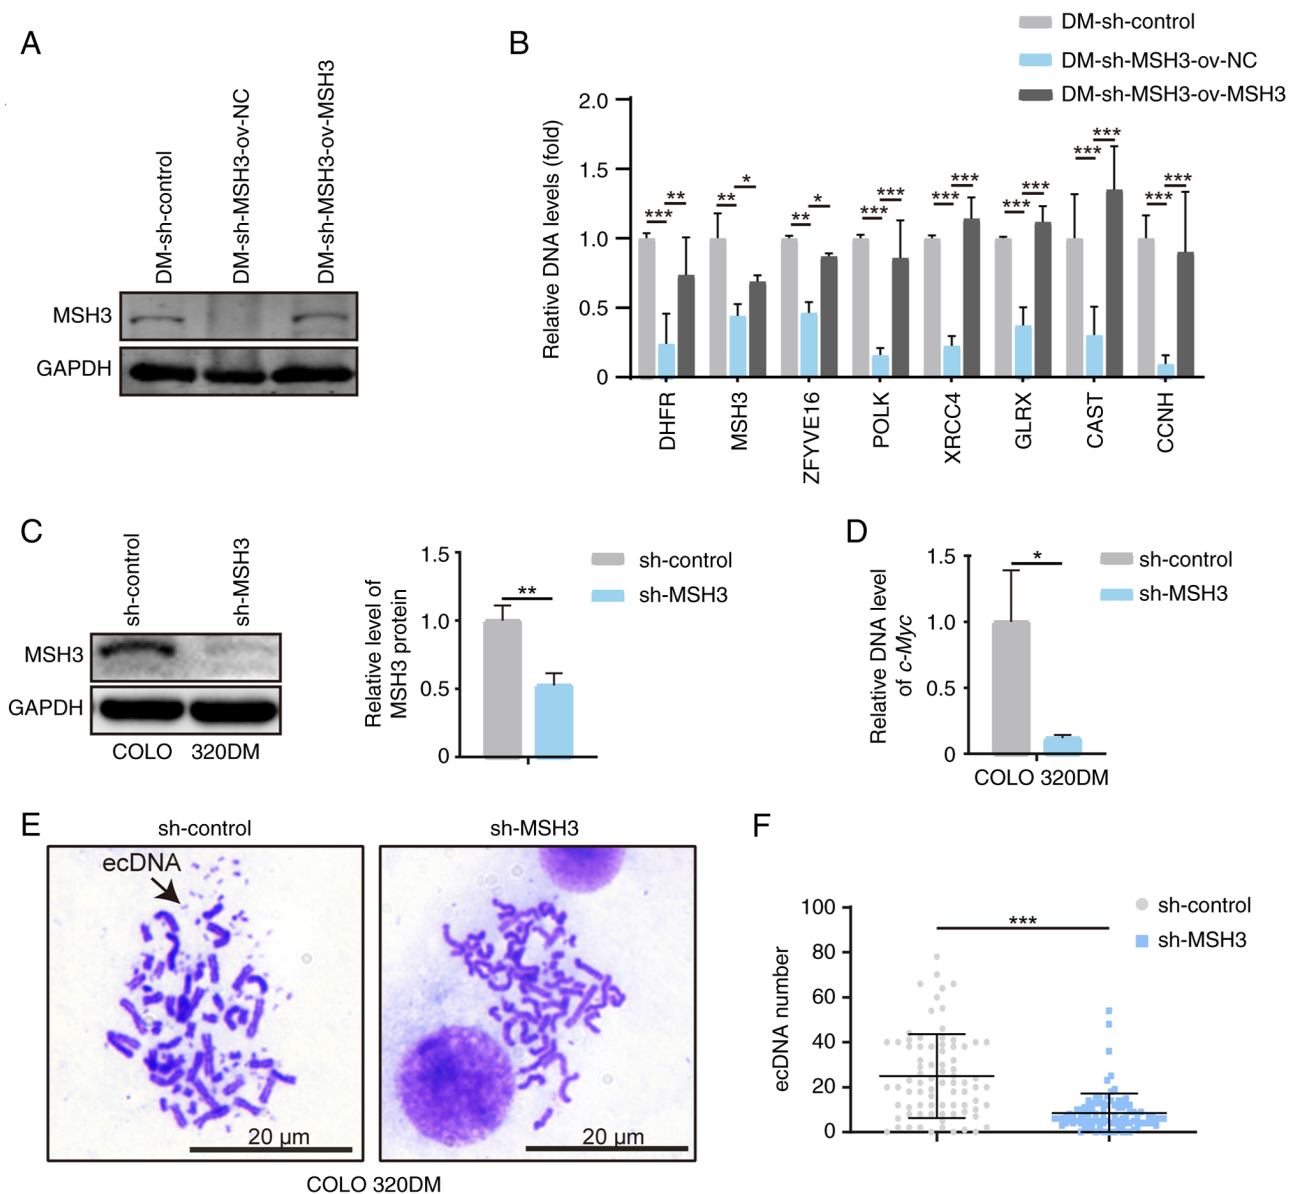 A
DM-sh-control
DM-sh-MSH3-ov-NC
DM-sh-MSH3-ov-MSH3
MSH3
GAPDH
B
DM-sh-control
DM-sh-MSH3-ov-NC
DM-sh-MSH3-ov-MSH3
Relative DNA levels (fold)
2.0
1.5
1.0
0.5
0
*** ** ** * ** * *** *** *** *** *** *** *** *** *** ***
DHFR
MSH3
ZFYVE16
POLK
XRCC4
GLRX
CAST
CCNH
C
sh-control
sh-MSH3
MSH3
GAPDH
COLO 320DM
Relative level of
MSH3 protein
1.5
1.0
0.5
0
**
sh-control
sh-MSH3
D
Relative DNA level
of c-Myc
1.5
1.0
0.5
0
*
sh-control
sh-MSH3
COLO 320DM
E
sh-control
sh-MSH3
ecDNA
20 μm
20 μm
COLO 320DM
F
ecDNA number
100
80
60
40
20
0
***
sh-control
sh-MSH3